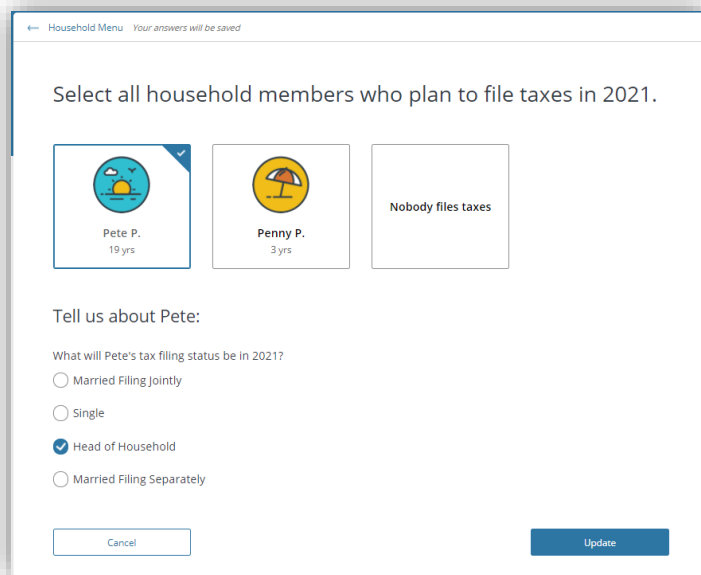 ← Household Menu Your answers will be saved
Select all household members who plan to file taxes in 2021.
Pete P.
19 yrs
Penny P.
3 yrs
Nobody files taxes
Tell us about Pete:
What will Pete's tax filing status be in 2021?
Married Filing Jointly
Single
Head of Household
Married Filing Separately
Cancel
Update